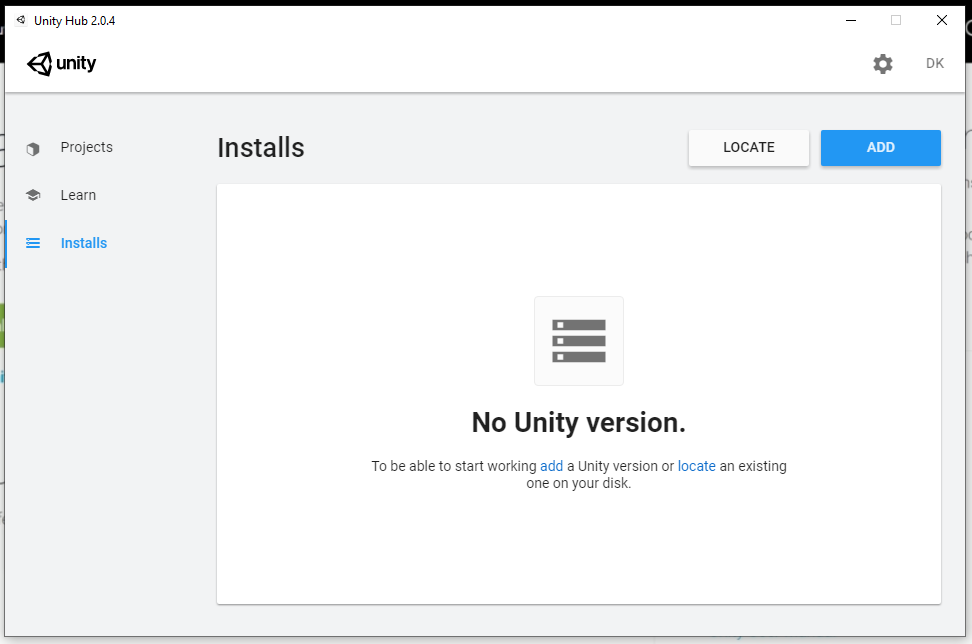 Unity Hub 2.0.4
unity
DK
Projects
Learn
Installs
Installs
LOCATE
ADD
No Unity version.
To be able to start working add a Unity version or locate an existing
one on your disk.